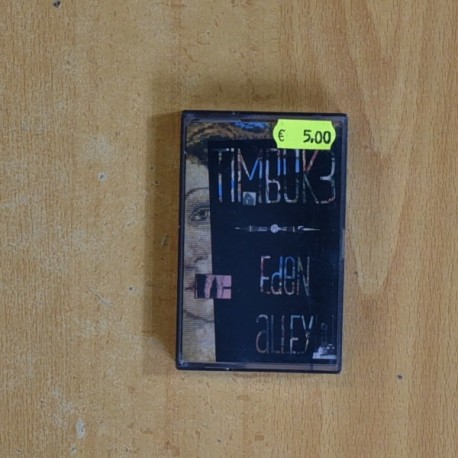 € 5,00
TIMBUK3
EdeN
aLLEY